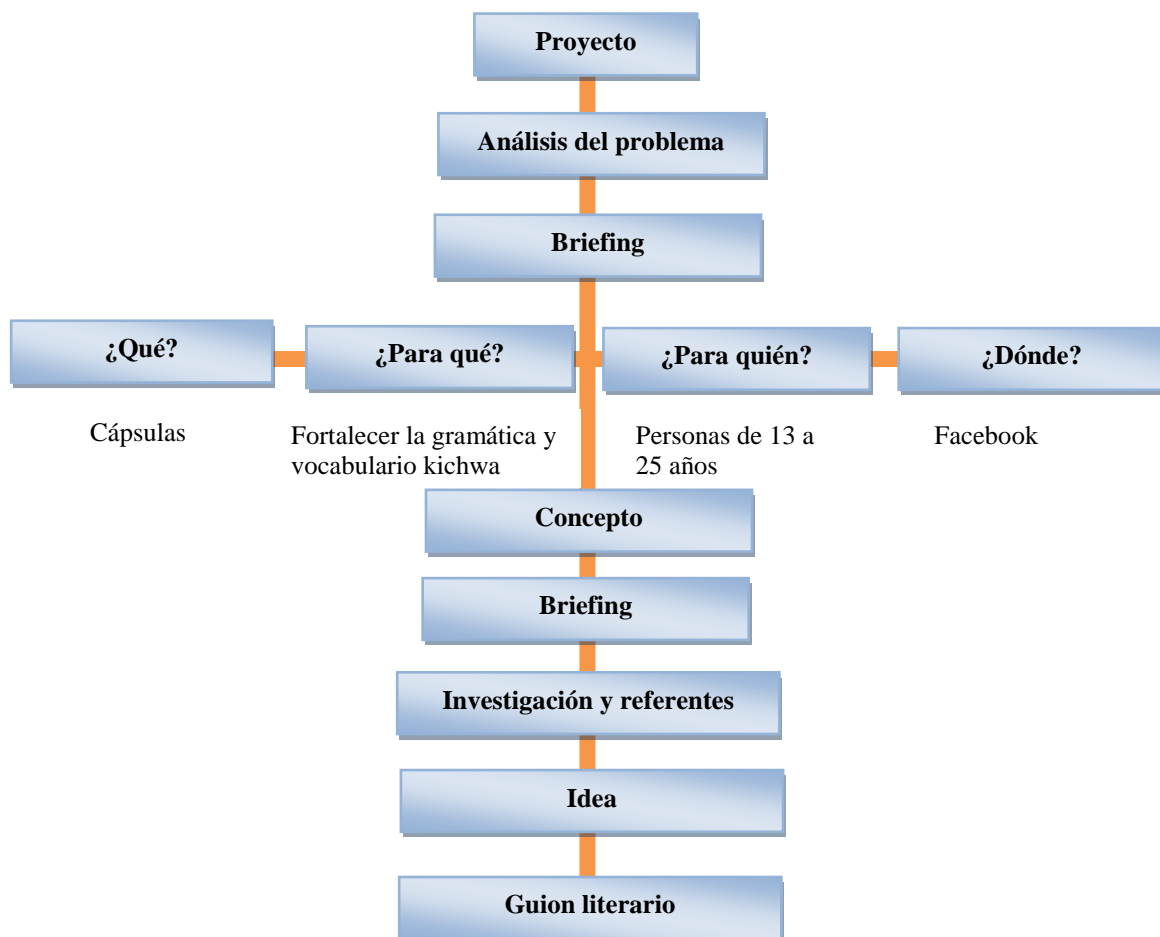 Proyecto
Análisis del problema
Briefing
¿Qué?
¿Para qué?
¿Para quién?
¿Dónde?
Cápsulas
Fortalecer la gramática y
vocabulario kichwa
Personas de 13 a
25 años
Facebook
Concepto
Briefing
Investigación y referentes
Idea
Guion literario